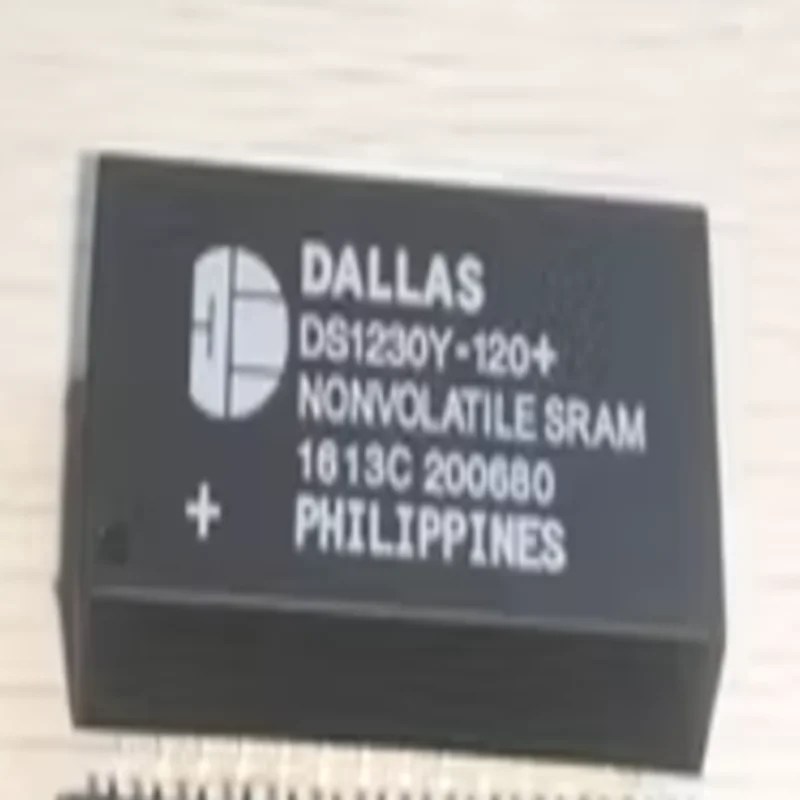 DALLAS
DS1230Y-120+
NONVOLATILE SRAM
1613C 200680
+ PHILIPPINES